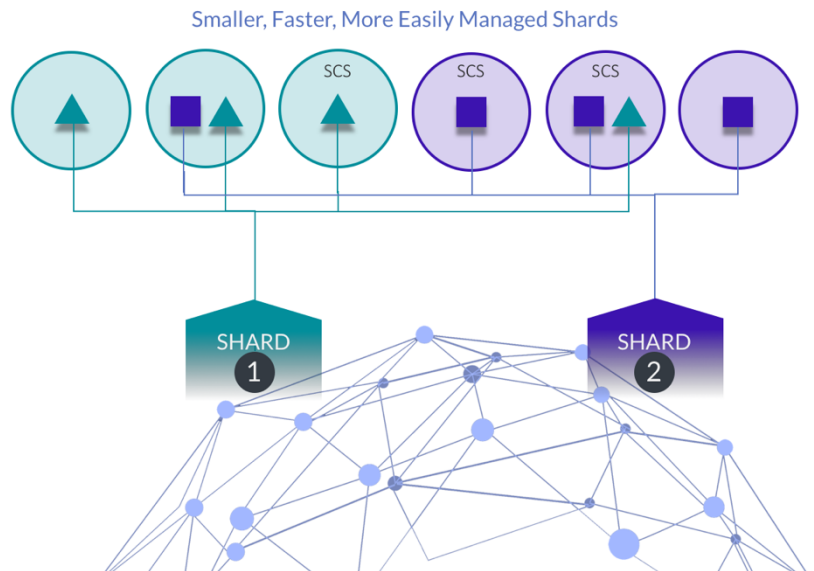 Smaller, Faster, More Easily Managed Shards
SCS
SCS
SCS
SHARD
1
SHARD
2